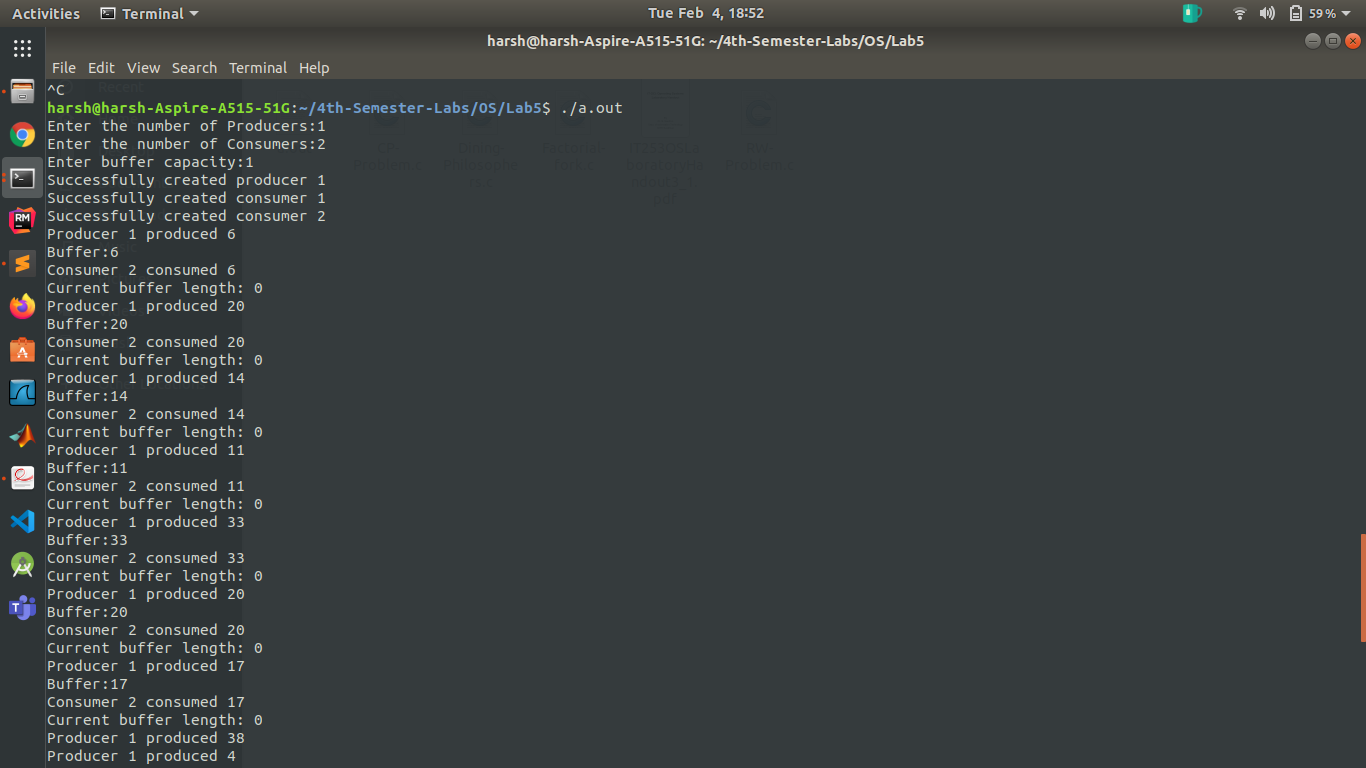 Activities Terminal Tue Feb 4, 18:52 59%
harsh@harsh-Aspire-A515-51G: ~/4th-Semester-Labs/OS/Lab5
File Edit View Search Terminal Help
^C
harsh@harsh-Aspire-A515-51G:~/4th-Semester-Labs/OS/Lab5$ ./a.out
Enter the number of Producers:1
Enter the number of Consumers:2
Enter buffer capacity:1
Successfully created producer 1
Successfully created consumer 1
Successfully created consumer 2
Producer 1 produced 6
Buffer:6
Consumer 2 consumed 6
Current buffer length: 0
Producer 1 produced 20
Buffer:20
Consumer 2 consumed 20
Current buffer length: 0
Producer 1 produced 14
Buffer:14
Consumer 2 consumed 14
Current buffer length: 0
Producer 1 produced 11
Buffer:11
Consumer 2 consumed 11
Current buffer length: 0
Producer 1 produced 33
Buffer:33
Consumer 2 consumed 33
Current buffer length: 0
Producer 1 produced 20
Buffer:20
Consumer 2 consumed 20
Current buffer length: 0
Producer 1 produced 17
Buffer:17
Consumer 2 consumed 17
Current buffer length: 0
Producer 1 produced 38
Producer 1 produced 4